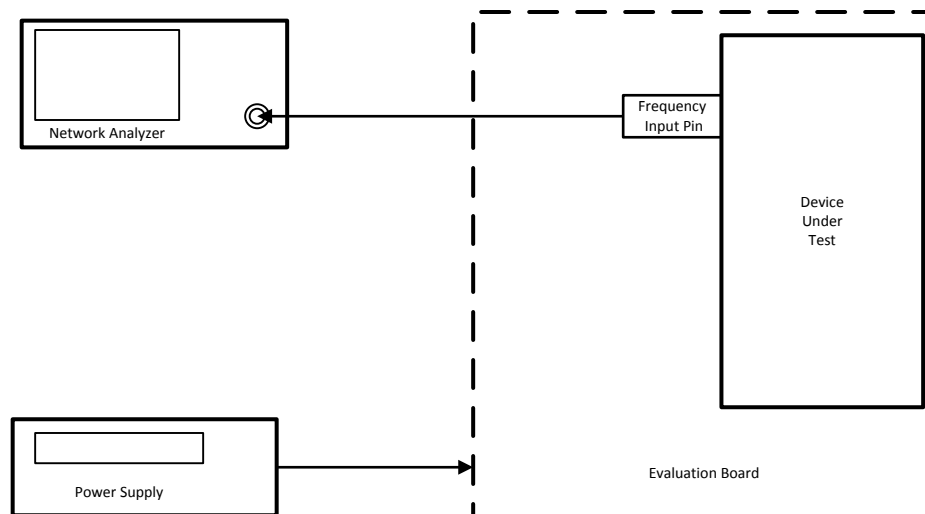 Network Analyzer
Frequency
Input Pin
Device
Under
Test
Power Supply
Evaluation Board